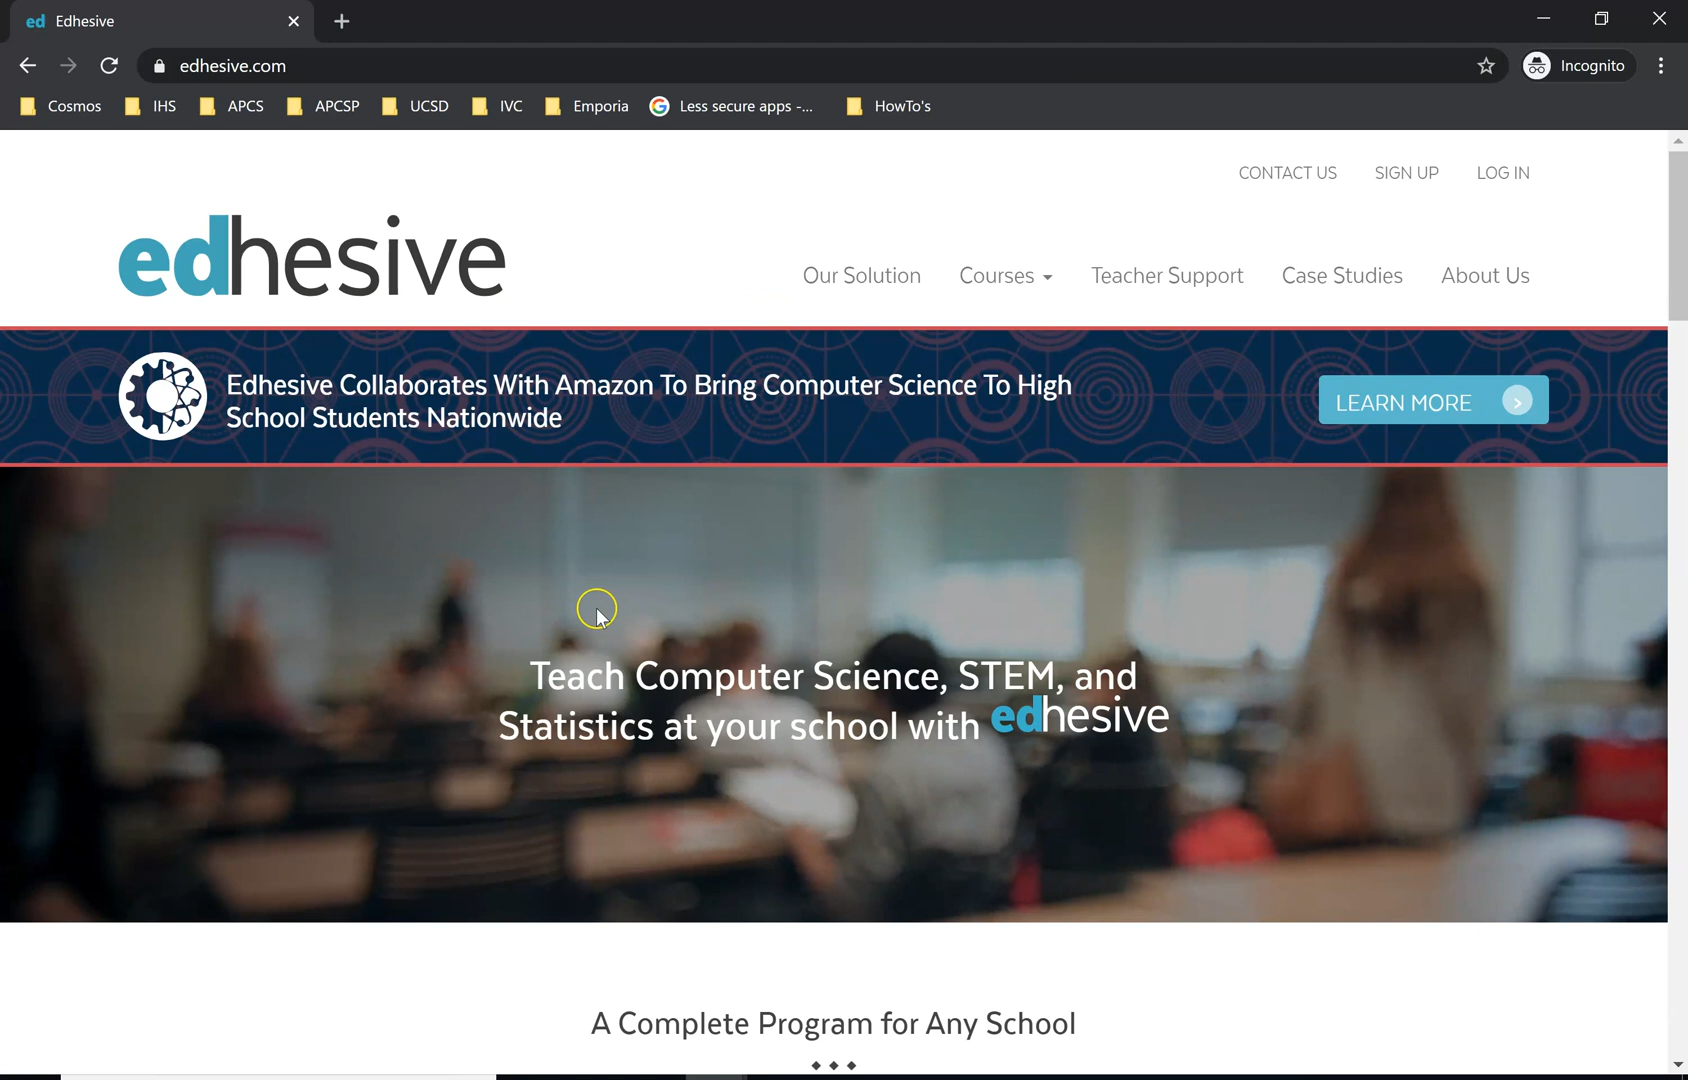 ed Edhesive
edhesive.com
Incognito
Cosmos IHS APCS APCSP UCSD IVC Emporia Less secure apps -... HowTo's
CONTACT US SIGN UP LOG IN
edhesive
Our Solution Courses Teacher Support Case Studies About Us
Edhesive Collaborates With Amazon To Bring Computer Science To High
School Students Nationwide
LEARN MORE
Teach Computer Science, STEM, and
Statistics at your school with edhesive
A Complete Program for Any School